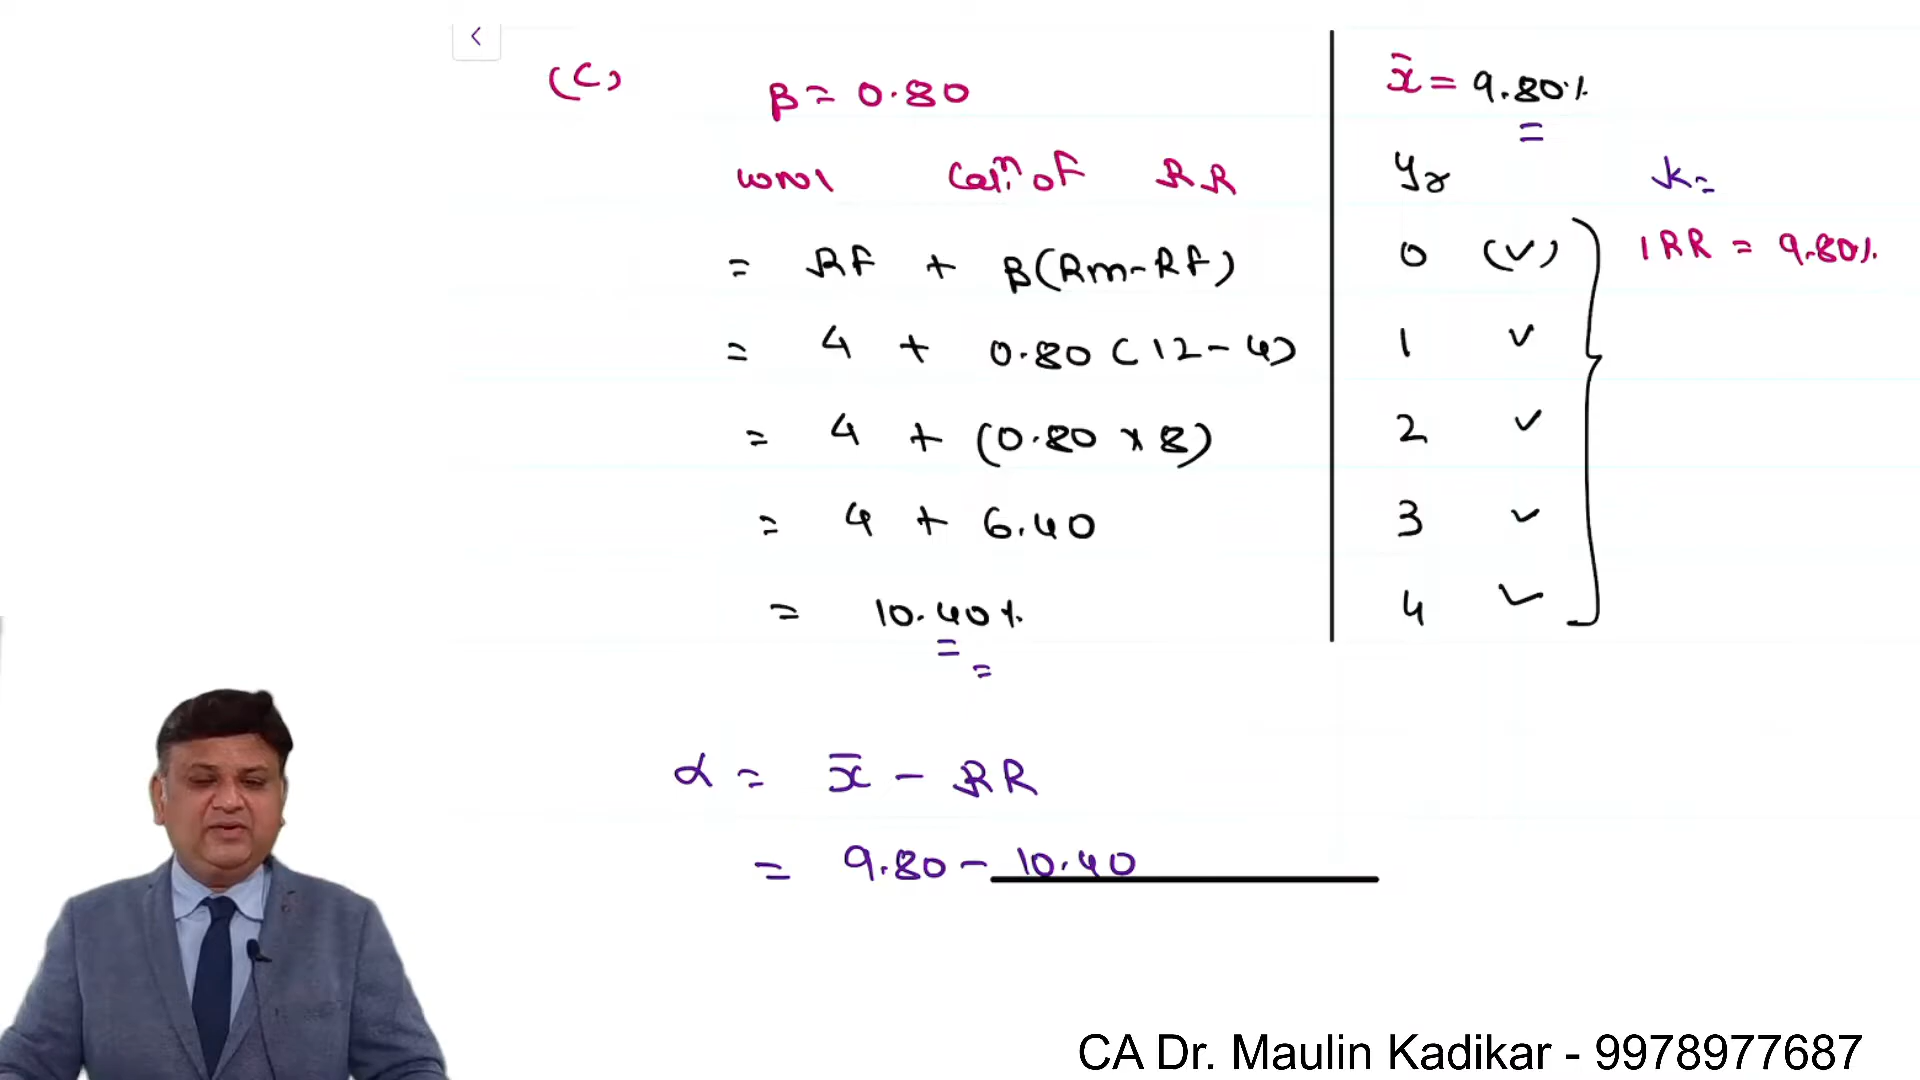 (C) β = 0.80
WN1 Calⁿ of RR
= RF + β(Rm - RF)
= 4 + 0.80 (12 - 4)
= 4 + (0.80 × 8)
= 4 + 6.40
= 10.40%
α = x̄ - RR
= 9.80 - 10.40
x̄ = 9.80%
Yr K=
0 (✓) IRR = 9.80%
1 ✓
2 ✓
3 ✓
4 ✓
CA Dr. Maulin Kadikar - 9978977687